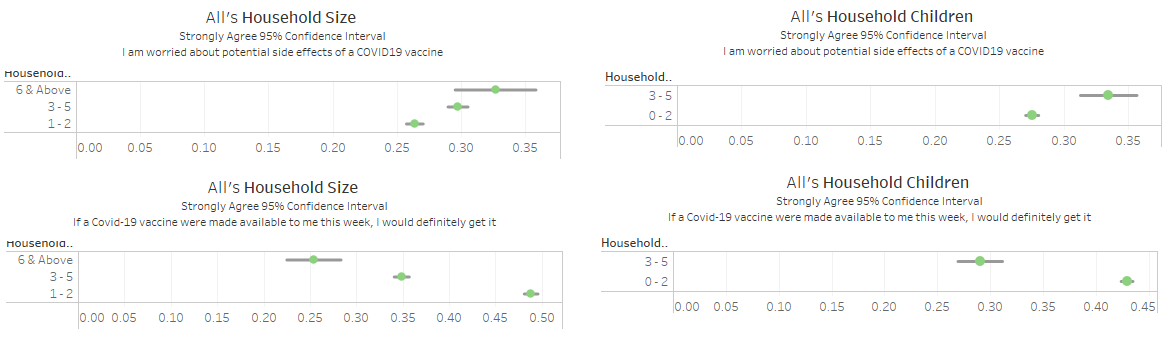 All's Household Size
Strongly Agree 95% Confidence Interval
I am worried about potential side effects of a COVID19 vaccine
Household..
6 & Above
3 - 5
1 - 2
0.00 0.05 0.10 0.15 0.20 0.25 0.30 0.35
All's Household Children
Strongly Agree 95% Confidence Interval
I am worried about potential side effects of a COVID19 vaccine
Household..
3 - 5
0 - 2
0.00 0.05 0.10 0.15 0.20 0.25 0.30 0.35
All's Household Size
Strongly Agree 95% Confidence Interval
If a Covid-19 vaccine were made available to me this week, I would definitely get it
Household..
6 & Above
3 - 5
1 - 2
0.00 0.05 0.10 0.15 0.20 0.25 0.30 0.35 0.40 0.45 0.50
All's Household Children
Strongly Agree 95% Confidence Interval
If a Covid-19 vaccine were made available to me this week, I would definitely get it
Household..
3 - 5
0 - 2
0.00 0.05 0.10 0.15 0.20 0.25 0.30 0.35 0.40 0.45